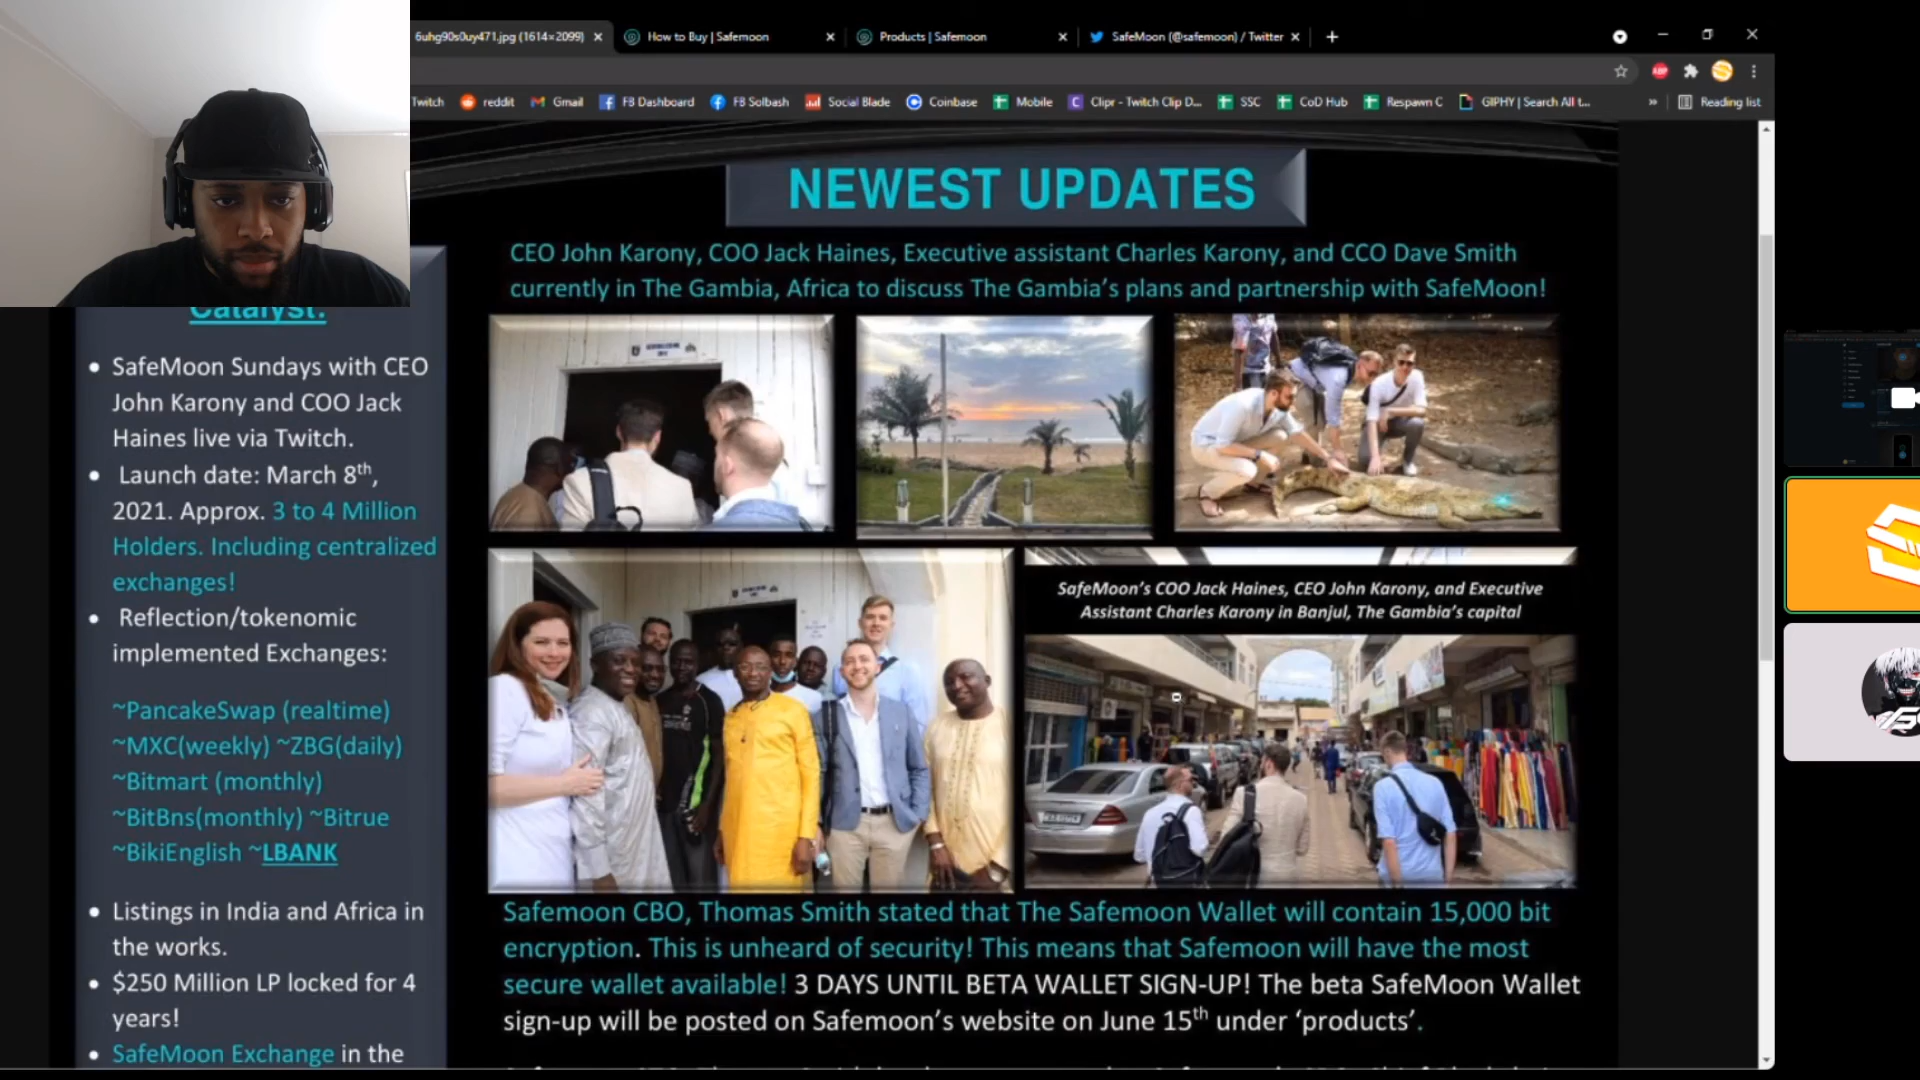 6uhg90s0uy471.jpg (1614×2099)
How to Buy | Safemoon
Products | Safemoon
SafeMoon (@safemoon) / Twitter
Twitch
reddit
Gmail
FB Dashboard
FB Solbash
Social Blade
Coinbase
Mobile
Clipr - Twitch Clip D...
SSC
CoD Hub
Respawn C
GIPHY | Search All t...
»
Reading list
NEWEST UPDATES
CEO John Karony, COO Jack Haines, Executive assistant Charles Karony, and CCO Dave Smith
currently in The Gambia, Africa to discuss The Gambia's plans and partnership with SafeMoon!
Catalyst:
• SafeMoon Sundays with CEO
John Karony and COO Jack
Haines live via Twitch.
• Launch date: March 8th,
2021. Approx. 3 to 4 Million
Holders. Including centralized
exchanges!
• Reflection/tokenomic
implemented Exchanges:
~PancakeSwap (realtime)
~MXC(weekly) ~ZBG(daily)
~Bitmart (monthly)
~BitBns(monthly) ~Bitrue
~BikiEnglish ~LBANK
• Listings in India and Africa in
the works.
• $250 Million LP locked for 4
years!
• SafeMoon Exchange in the
SafeMoon's COO Jack Haines, CEO John Karony, and Executive
Assistant Charles Karony in Banjul, The Gambia's capital
Safemoon CBO, Thomas Smith stated that The Safemoon Wallet will contain 15,000 bit
encryption. This is unheard of security! This means that Safemoon will have the most
secure wallet available! 3 DAYS UNTIL BETA WALLET SIGN-UP! The beta SafeMoon Wallet
sign-up will be posted on Safemoon's website on June 15th under 'products'.